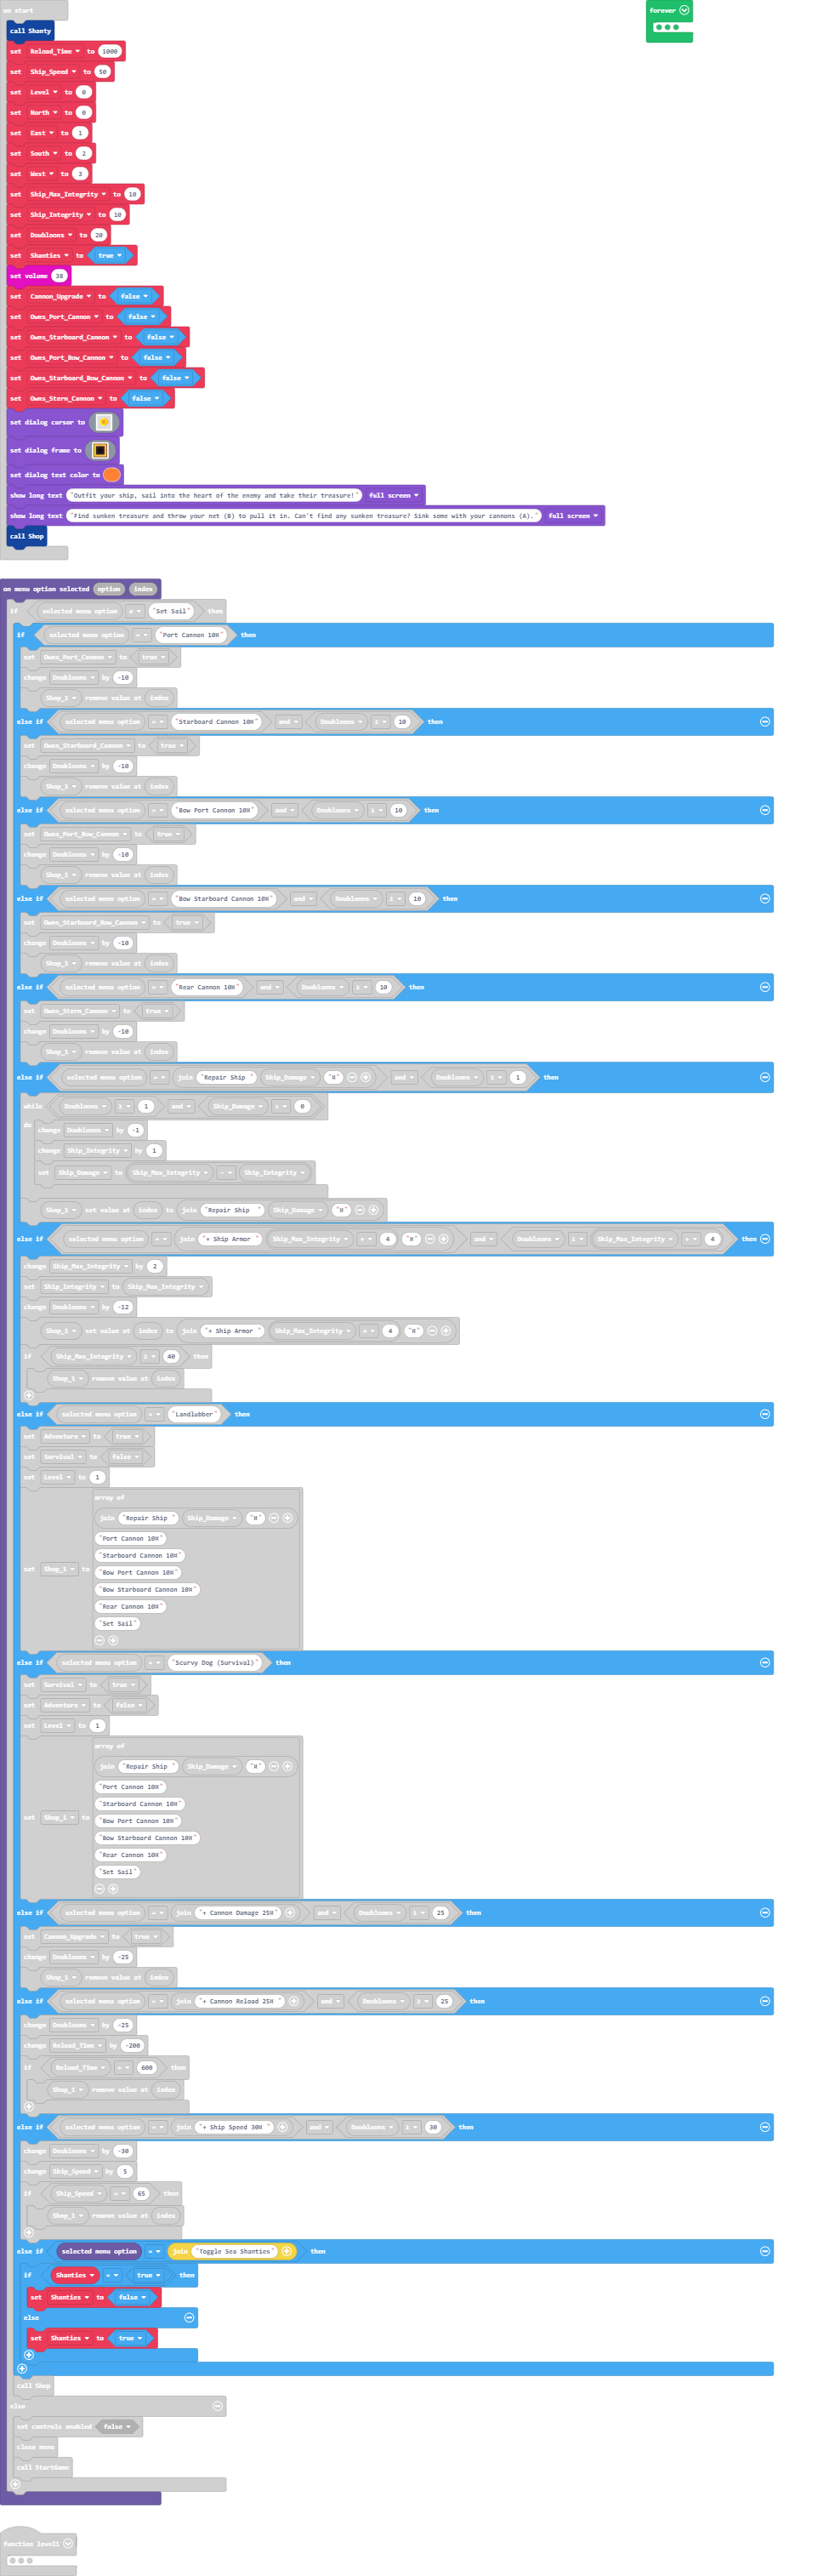 on start
forever
call Shanty
set Reload_Time to 1000
set Ship_Speed to 50
set Level to 0
set North to 0
set East to 1
set South to 2
set West to 3
set Ship_Max_Integrity to 10
set Ship_Integrity to 10
set Doubloons to 20
set Shanties to true
set volume 38
set Cannon_Upgrade to false
set Owns_Port_Cannon to false
set Owns_Starboard_Cannon to false
set Owns_Port_Bow_Cannon to false
set Owns_Starboard_Bow_Cannon to false
set Owns_Stern_Cannon to false
set dialog cursor to
set dialog frame to
set dialog text color to
show long text "Outfit your ship, sail into the heart of the enemy and take their treasure!" full screen
show long text "Find sunken treasure and throw your net (B) to pull it in. Can't find any sunken treasure? Sink some with your cannons (A)." full screen
call Shop
on menu option selected option index
if selected menu option ≠ "Set Sail" then
if selected menu option = "Port Cannon 10X" then
set Owns_Port_Cannon to true
change Doubloons by -10
Shop_1 remove value at index
else if selected menu option = "Starboard Cannon 10X" and Doubloons ≥ 10 then
set Owns_Starboard_Cannon to true
change Doubloons by -10
Shop_1 remove value at index
else if selected menu option = "Bow Port Cannon 10X" and Doubloons ≥ 10 then
set Owns_Port_Bow_Cannon to true
change Doubloons by -10
Shop_1 remove value at index
else if selected menu option = "Bow Starboard Cannon 10X" and Doubloons ≥ 10 then
set Owns_Starboard_Bow_Cannon to true
change Doubloons by -10
Shop_1 remove value at index
else if selected menu option = "Rear Cannon 10X" and Doubloons ≥ 10 then
set Owns_Stern_Cannon to true
change Doubloons by -10
Shop_1 remove value at index
else if selected menu option = join "Repair Ship " Ship_Damage "X" and Doubloons ≥ 1 then
while Doubloons ≥ 1 and Ship_Damage > 0
do change Doubloons by -1
change Ship_Integrity by 1
set Ship_Damage to Ship_Max_Integrity - Ship_Integrity
Shop_1 set value at index to join "Repair Ship " Ship_Damage "X"
else if selected menu option = join "+ Ship Armor " Ship_Max_Integrity + 4 "X" and Doubloons ≥ Ship_Max_Integrity + 4 then
change Ship_Max_Integrity by 2
set Ship_Integrity to Ship_Max_Integrity
change Doubloons by -12
Shop_1 set value at index to join "+ Ship Armor " Ship_Max_Integrity + 4 "X"
if Ship_Max_Integrity ≥ 40 then
Shop_1 remove value at index
else if selected menu option = "Landlubber" then
set Adventure to true
set Survival to false
set Level to 1
array of
join "Repair Ship " Ship_Damage "X"
"Port Cannon 10X"
"Starboard Cannon 10X"
"Bow Port Cannon 10X"
set Shop_1 to
"Bow Starboard Cannon 10X"
"Rear Cannon 10X"
"Set Sail"
else if selected menu option = "Scurvy Dog (Survival)" then
set Survival to true
set Adventure to false
set Level to 1
array of
join "Repair Ship " Ship_Damage "X"
"Port Cannon 10X"
"Starboard Cannon 10X"
"Bow Port Cannon 10X"
set Shop_1 to
"Bow Starboard Cannon 10X"
"Rear Cannon 10X"
"Set Sail"
else if selected menu option = join "+ Cannon Damage 25X" and Doubloons ≥ 25 then
set Cannon_Upgrade to true
change Doubloons by -25
Shop_1 remove value at index
else if selected menu option = join "+ Cannon Reload 25X " and Doubloons ≥ 25 then
change Doubloons by -25
change Reload_Time by -200
if Reload_Time = 600 then
Shop_1 remove value at index
else if selected menu option = join "+ Ship Speed 30X " and Doubloons ≥ 30 then
change Doubloons by -30
change Ship_Speed by 5
if Ship_Speed = 65 then
Shop_1 remove value at index
else if selected menu option = join "Toggle Sea Shanties" then
if Shanties = true then
set Shanties to false
else
set Shanties to true
call Shop
else
set controls enabled false
close menu
call StartGame
function level1